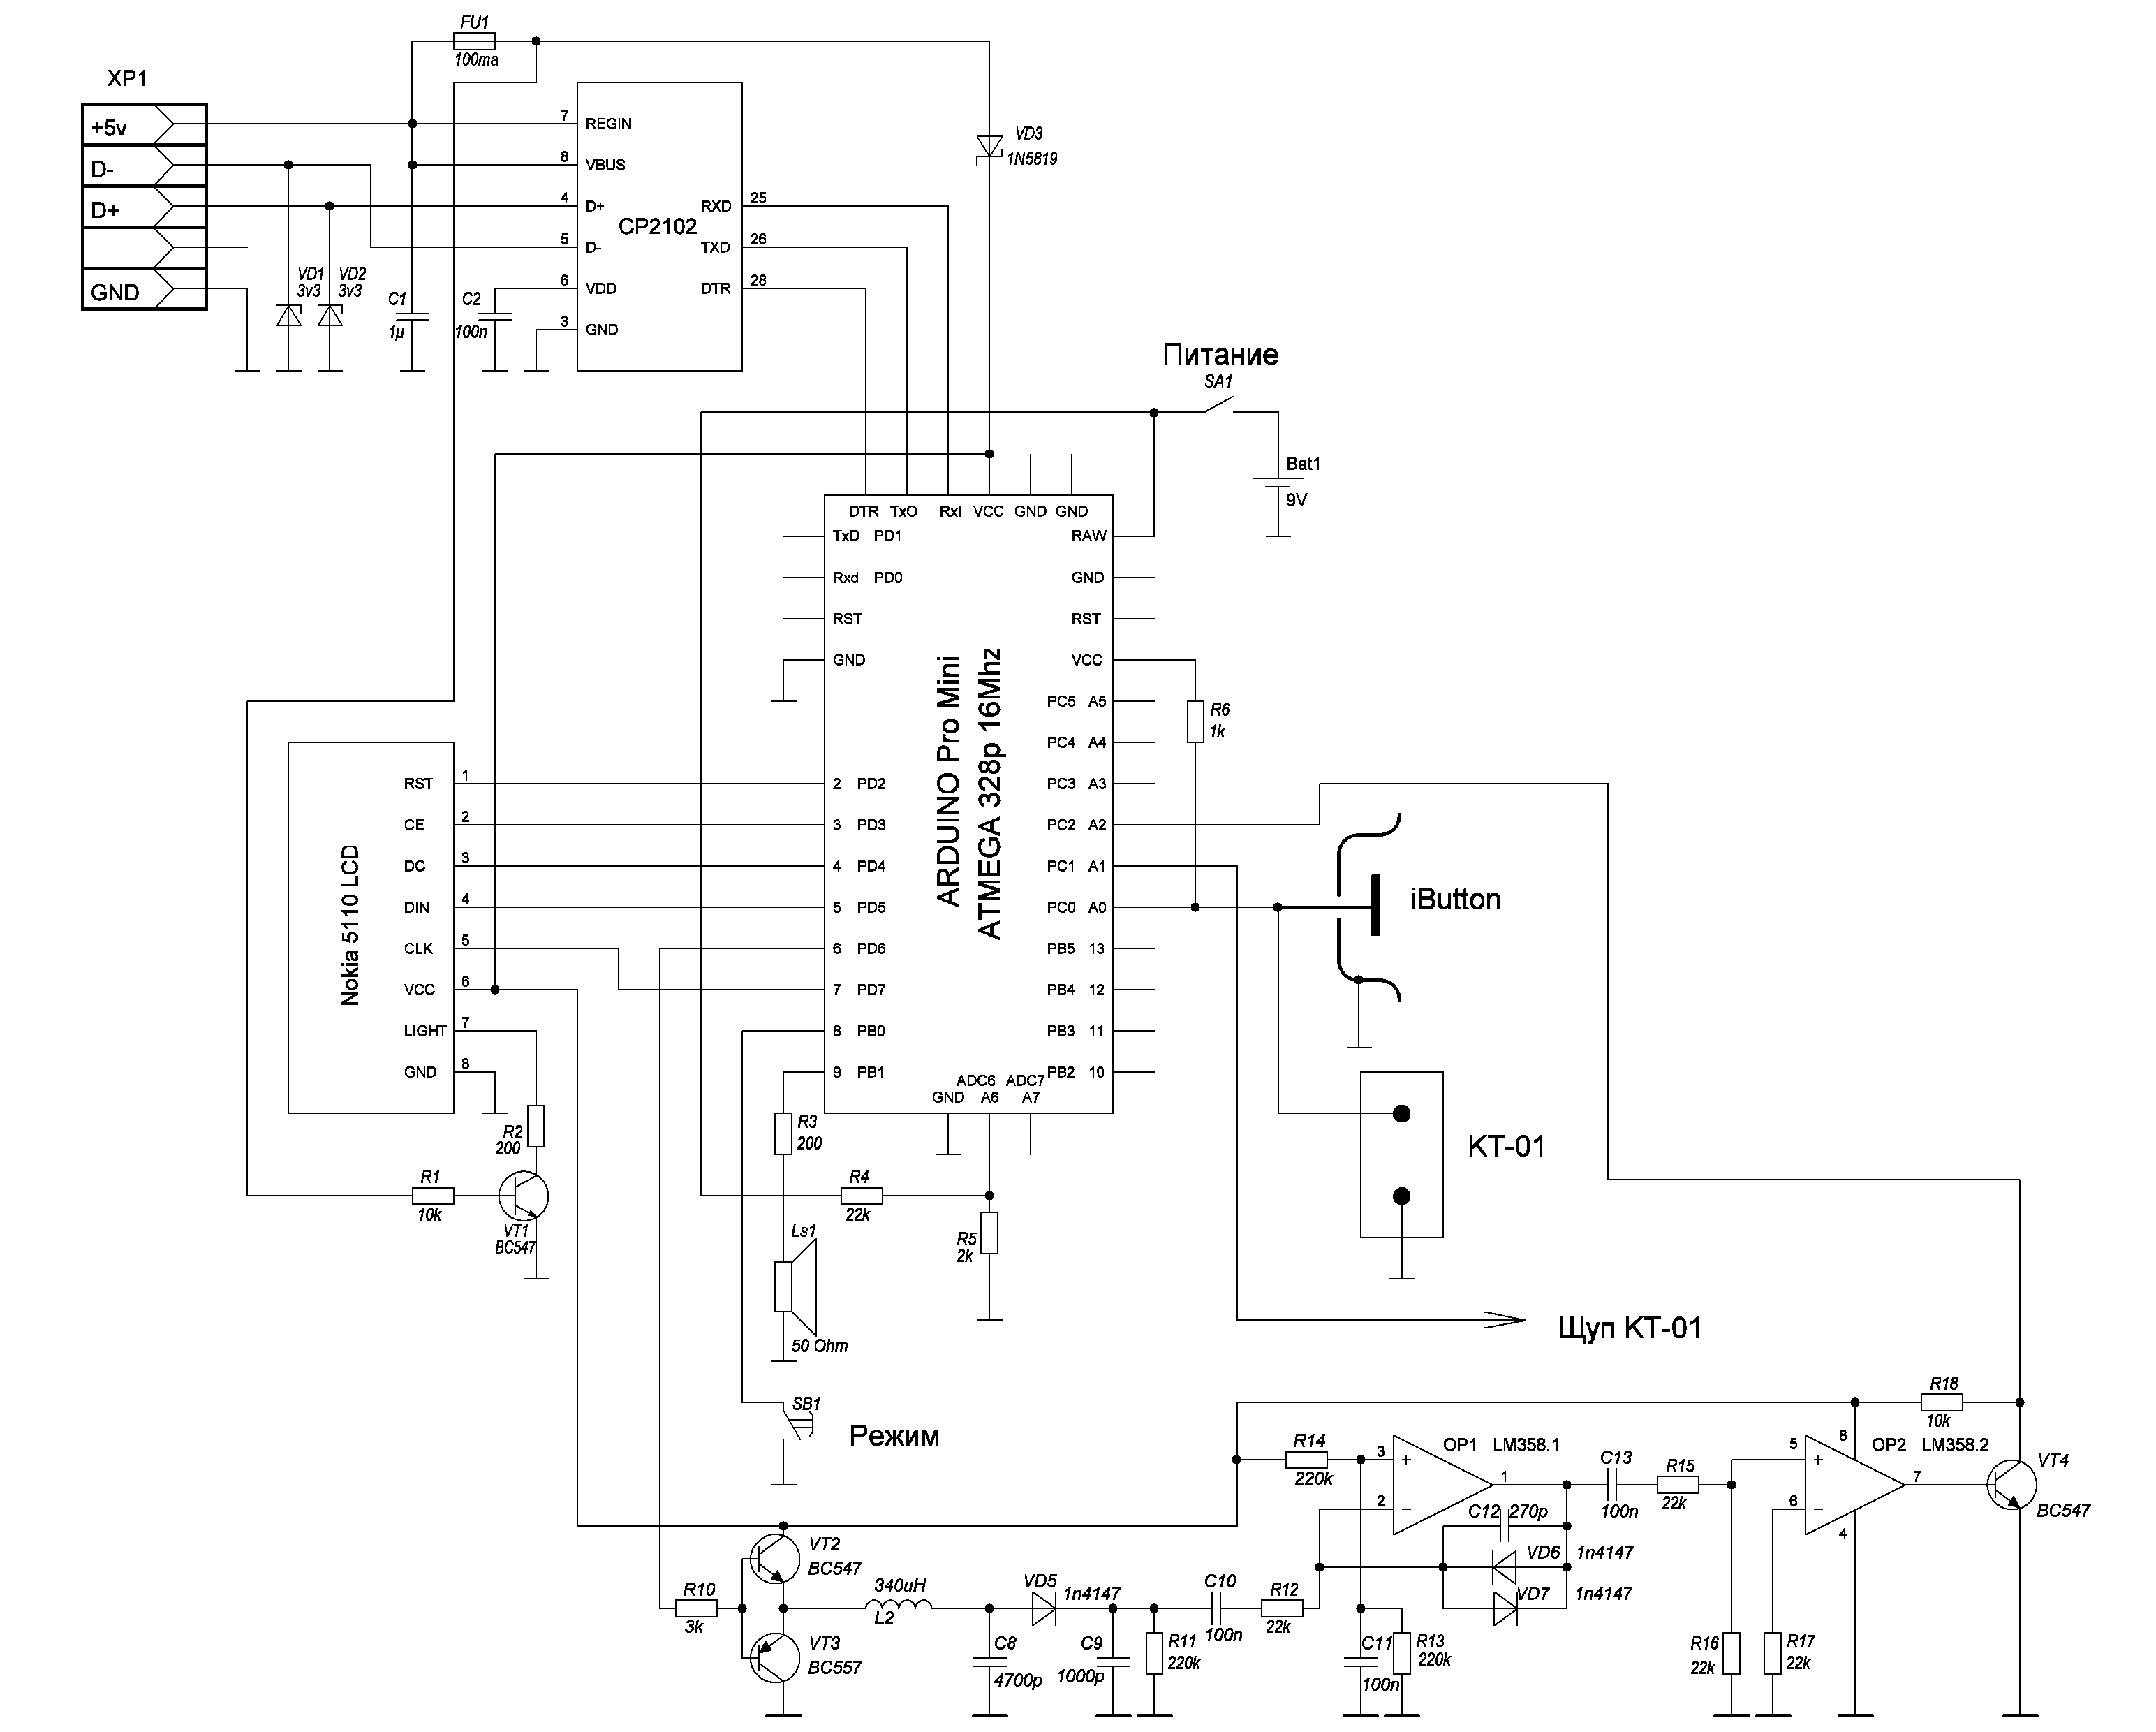 FU1
100ma
XP1
+5v
D-
D+
GND
VD1
3v3
VD2
3v3
C1
1µ
C2
100n
7 REGIN
8 VBUS
4 D+
5 D-
6 VDD
3 GND
CP2102
RXD 25
TXD 26
DTR 28
VD3
1N5819
Питание
SA1
Bat1
9V
DTR TxO RxI VCC GND GND
TxD PD1
Rxd PD0
RST
GND
2 PD2
3 PD3
4 PD4
5 PD5
6 PD6
7 PD7
8 PB0
9 PB1
ARDUINO Pro Mini
ATMEGA 328p 16Mhz
RAW
GND
RST
VCC
PC5 A5
PC4 A4
PC3 A3
PC2 A2
PC1 A1
PC0 A0
PB5 13
PB4 12
PB3 11
PB2 10
ADC6 ADC7
GND A6 A7
R6
1k
Nokia 5110 LCD
RST 1
CE 2
DC 3
DIN 4
CLK 5
VCC 6
LIGHT 7
GND 8
R2
200
R1
10k
VT1
BC547
R3
200
R4
22k
R5
2k
Ls1
50 Ohm
SB1
Режим
iButton
KT-01
Щуп KT-01
R18
10k
R14
220k
3 +
2 −
OP1 LM358.1
1
C13
100n
R15
22k
5 +
6 −
8
4
OP2 LM358.2
7
VT4
BC547
C12 270p
VD6 1n4147
VD7 1n4147
VT2
BC547
R10
3k
VT3
BC557
340uH
L2
C8
4700p
VD5
1n4147
C9
1000p
R11
220k
C10
100n
R12
22k
C11
100n
R13
220k
R16
22k
R17
22k